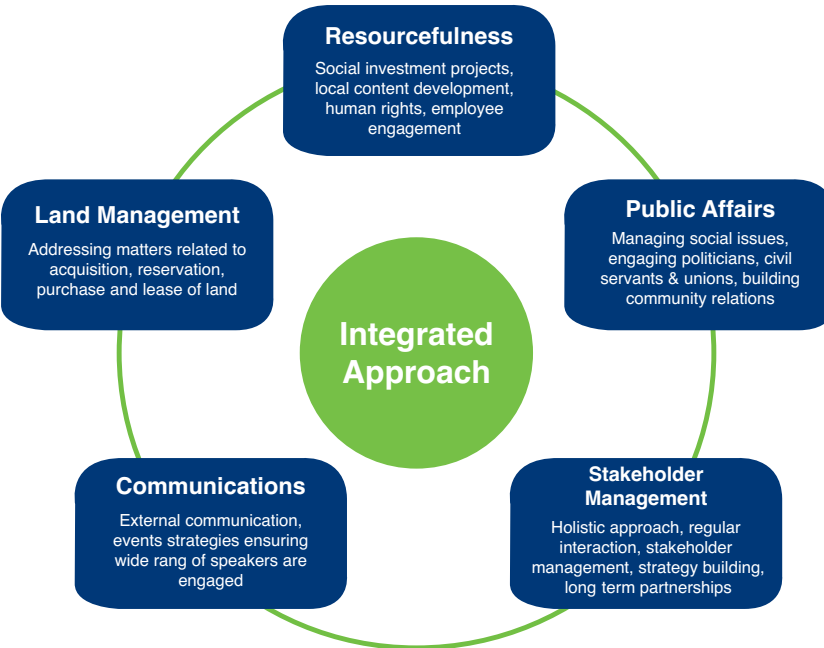 Resourcefulness
Social investment projects,
local content development,
human rights, employee
engagement
Land Management
Addressing matters related to
acquisition, reservation,
purchase and lease of land
Public Affairs
Managing social issues,
engaging politicians, civil
servants & unions, building
community relations
Integrated
Approach
Communications
External communication,
events strategies ensuring
wide rang of speakers are
engaged
Stakeholder
Management
Holistic approach, regular
interaction, stakeholder
management, strategy building,
long term partnerships